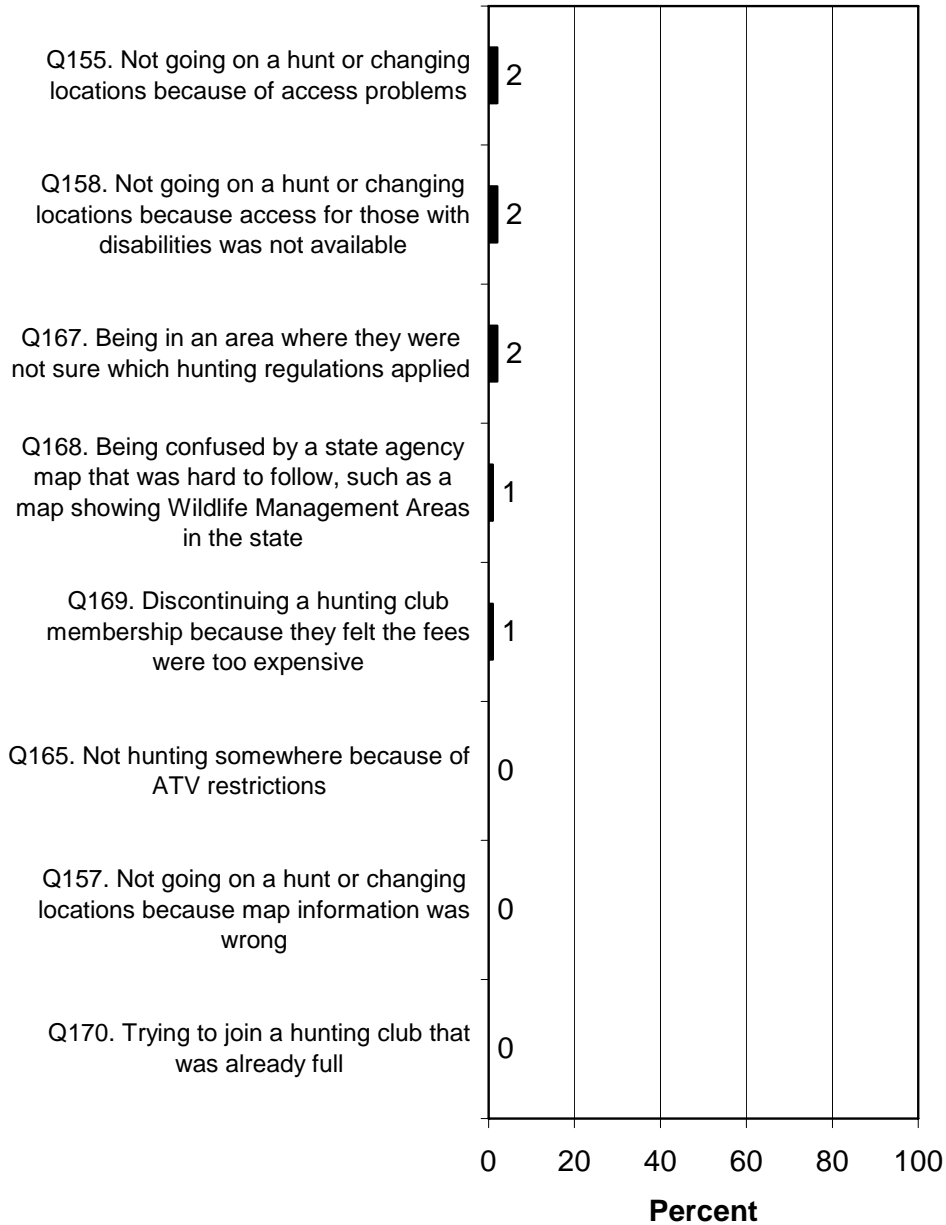 Q155. Not going on a hunt or changing
locations because of access problems
2
Q158. Not going on a hunt or changing
locations because access for those with
disabilities was not available
2
Q167. Being in an area where they were
not sure which hunting regulations applied
2
Q168. Being confused by a state agency
map that was hard to follow, such as a
map showing Wildlife Management Areas
in the state
1
Q169. Discontinuing a hunting club
membership because they felt the fees
were too expensive
1
Q165. Not hunting somewhere because of
ATV restrictions
0
Q157. Not going on a hunt or changing
locations because map information was
wrong
0
Q170. Trying to join a hunting club that
was already full
0
0 20 40 60 80 100
Percent